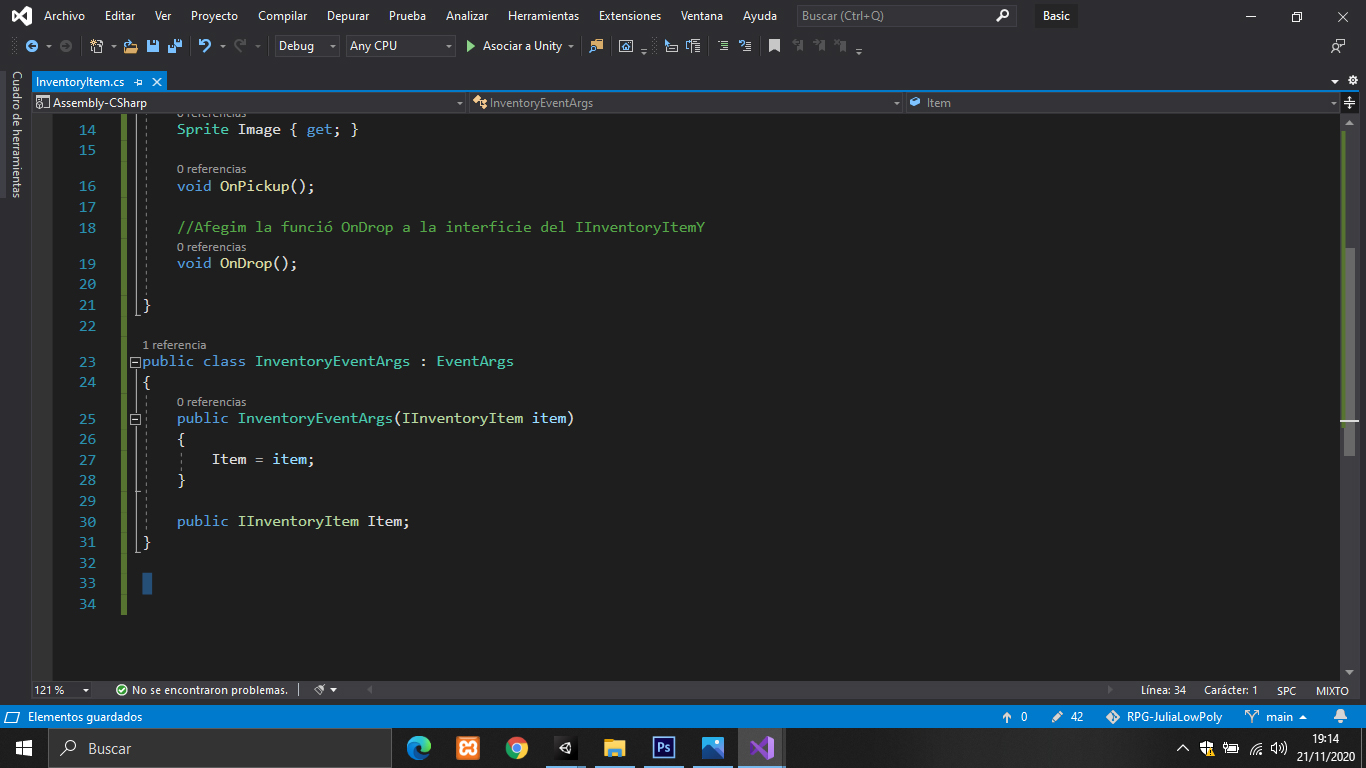 Archivo Editar Ver Proyecto Compilar Depurar Prueba Analizar Herramientas Extensiones Ventana Ayuda Buscar (Ctrl+Q) Basic
Debug Any CPU Asociar a Unity
Cuadro de herramientas
InventoryItem.cs
Assembly-CSharp InventoryEventArgs Item
0 referencias
14 Sprite Image { get; }
15
0 referencias
16 void OnPickup();
17
18 //Afegim la funció OnDrop a la interficie del IInventoryItemY
0 referencias
19 void OnDrop();
20
21 }
22
1 referencia
23 public class InventoryEventArgs : EventArgs
24 {
0 referencias
25 public InventoryEventArgs(IInventoryItem item)
26 {
27 Item = item;
28 }
29
30 public IInventoryItem Item;
31 }
32
33
34
121 % No se encontraron problemas. Línea: 34 Carácter: 1 SPC MIXTO
Elementos guardados 0 42 RPG-JuliaLowPoly main
Buscar Ps 19:14
21/11/2020